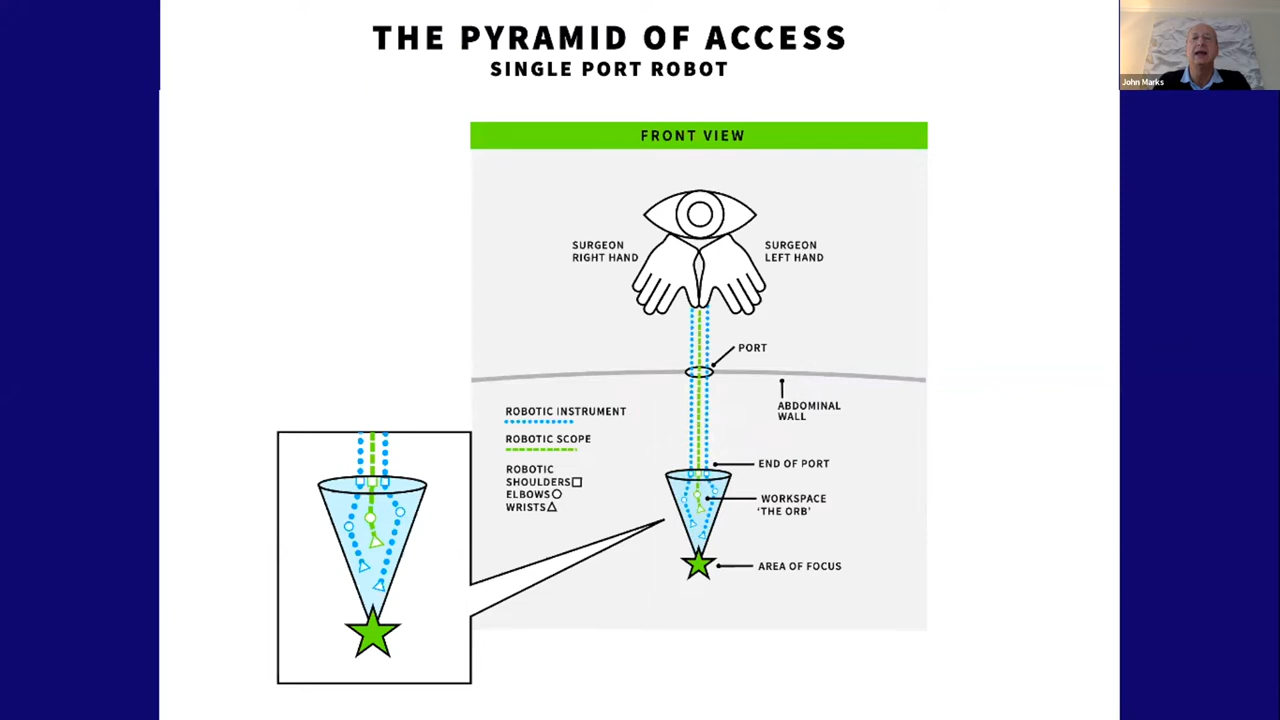 THE PYRAMID OF ACCESS
SINGLE PORT ROBOT
John Marks
FRONT VIEW
SURGEON
RIGHT HAND
SURGEON
LEFT HAND
PORT
ABDOMINAL
WALL
ROBOTIC INSTRUMENT
ROBOTIC SCOPE
ROBOTIC
SHOULDERS
ELBOWS
WRISTS
END OF PORT
WORKSPACE
‘THE ORB’
AREA OF FOCUS